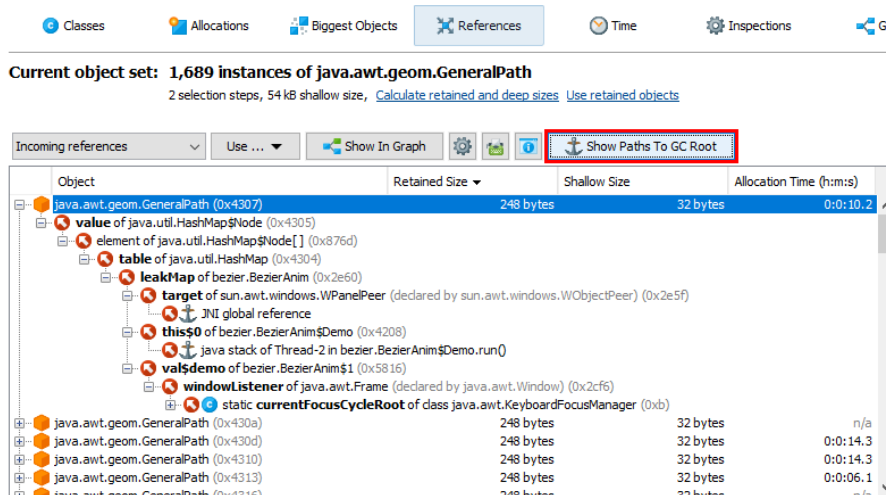 Classes Allocations Biggest Objects References Time Inspections G
Current object set: 1,689 instances of java.awt.geom.GeneralPath
2 selection steps, 54 kB shallow size, Calculate retained and deep sizes Use retained objects
Incoming references Use ... Show In Graph Show Paths To GC Root
Object Retained Size Shallow Size Allocation Time (h:m:s)
java.awt.geom.GeneralPath (0x4307) 248 bytes 32 bytes 0:0:10.2
value of java.util.HashMap$Node (0x4305)
element of java.util.HashMap$Node[] (0x876d)
table of java.util.HashMap (0x4304)
leakMap of bezier.BezierAnim (0x2e60)
target of sun.awt.windows.WPanelPeer (declared by sun.awt.windows.WObjectPeer) (0x2e5f)
JNI global reference
this$0 of bezier.BezierAnim$Demo (0x4208)
java stack of Thread-2 in bezier.BezierAnim$Demo.run()
val$demo of bezier.BezierAnim$1 (0x5816)
windowListener of java.awt.Frame (declared by java.awt.Window) (0x2cf6)
static currentFocusCycleRoot of class java.awt.KeyboardFocusManager (0xb)
java.awt.geom.GeneralPath (0x430a) 248 bytes 32 bytes n/a
java.awt.geom.GeneralPath (0x430d) 248 bytes 32 bytes 0:0:14.3
java.awt.geom.GeneralPath (0x4310) 248 bytes 32 bytes 0:0:14.3
java.awt.geom.GeneralPath (0x4313) 248 bytes 32 bytes 0:0:06.1
java.awt.geom.GeneralPath (0x4316) 248 bytes 32 bytes n/a